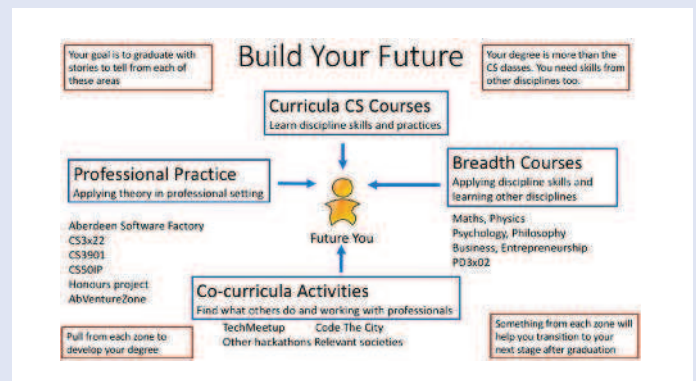 Your goal is to graduate with
stories to tell from each of
these areas
Build Your Future
Your degree is more than the
CS classes. You need skills from
other disciplines too.
Curricula CS Courses
Learn discipline skills and practices
Professional Practice
Applying theory in professional setting
Breadth Courses
Applying discipline skills and
learning other disciplines
Aberdeen Software Factory
CS3x22
CS3901
CS50IP
Honours project
AbVentureZone
Future You
Maths, Physics
Psychology, Philosophy
Business, Entrepreneurship
PD3x02
Co-curricula Activities
Find what others do and working with professionals
TechMeetup Code The City
Other hackathons Relevant societies
Pull from each zone to
develop your degree
Something from each zone will
help you transition to your
next stage after graduation